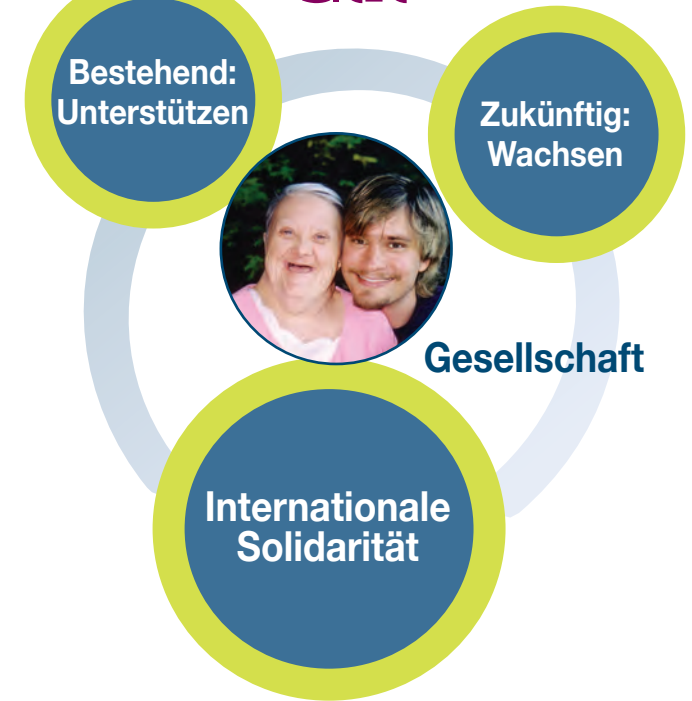 Bestehend:
Unterstützen
Zukünftig:
Wachsen
Gesellschaft
Internationale
Solidarität